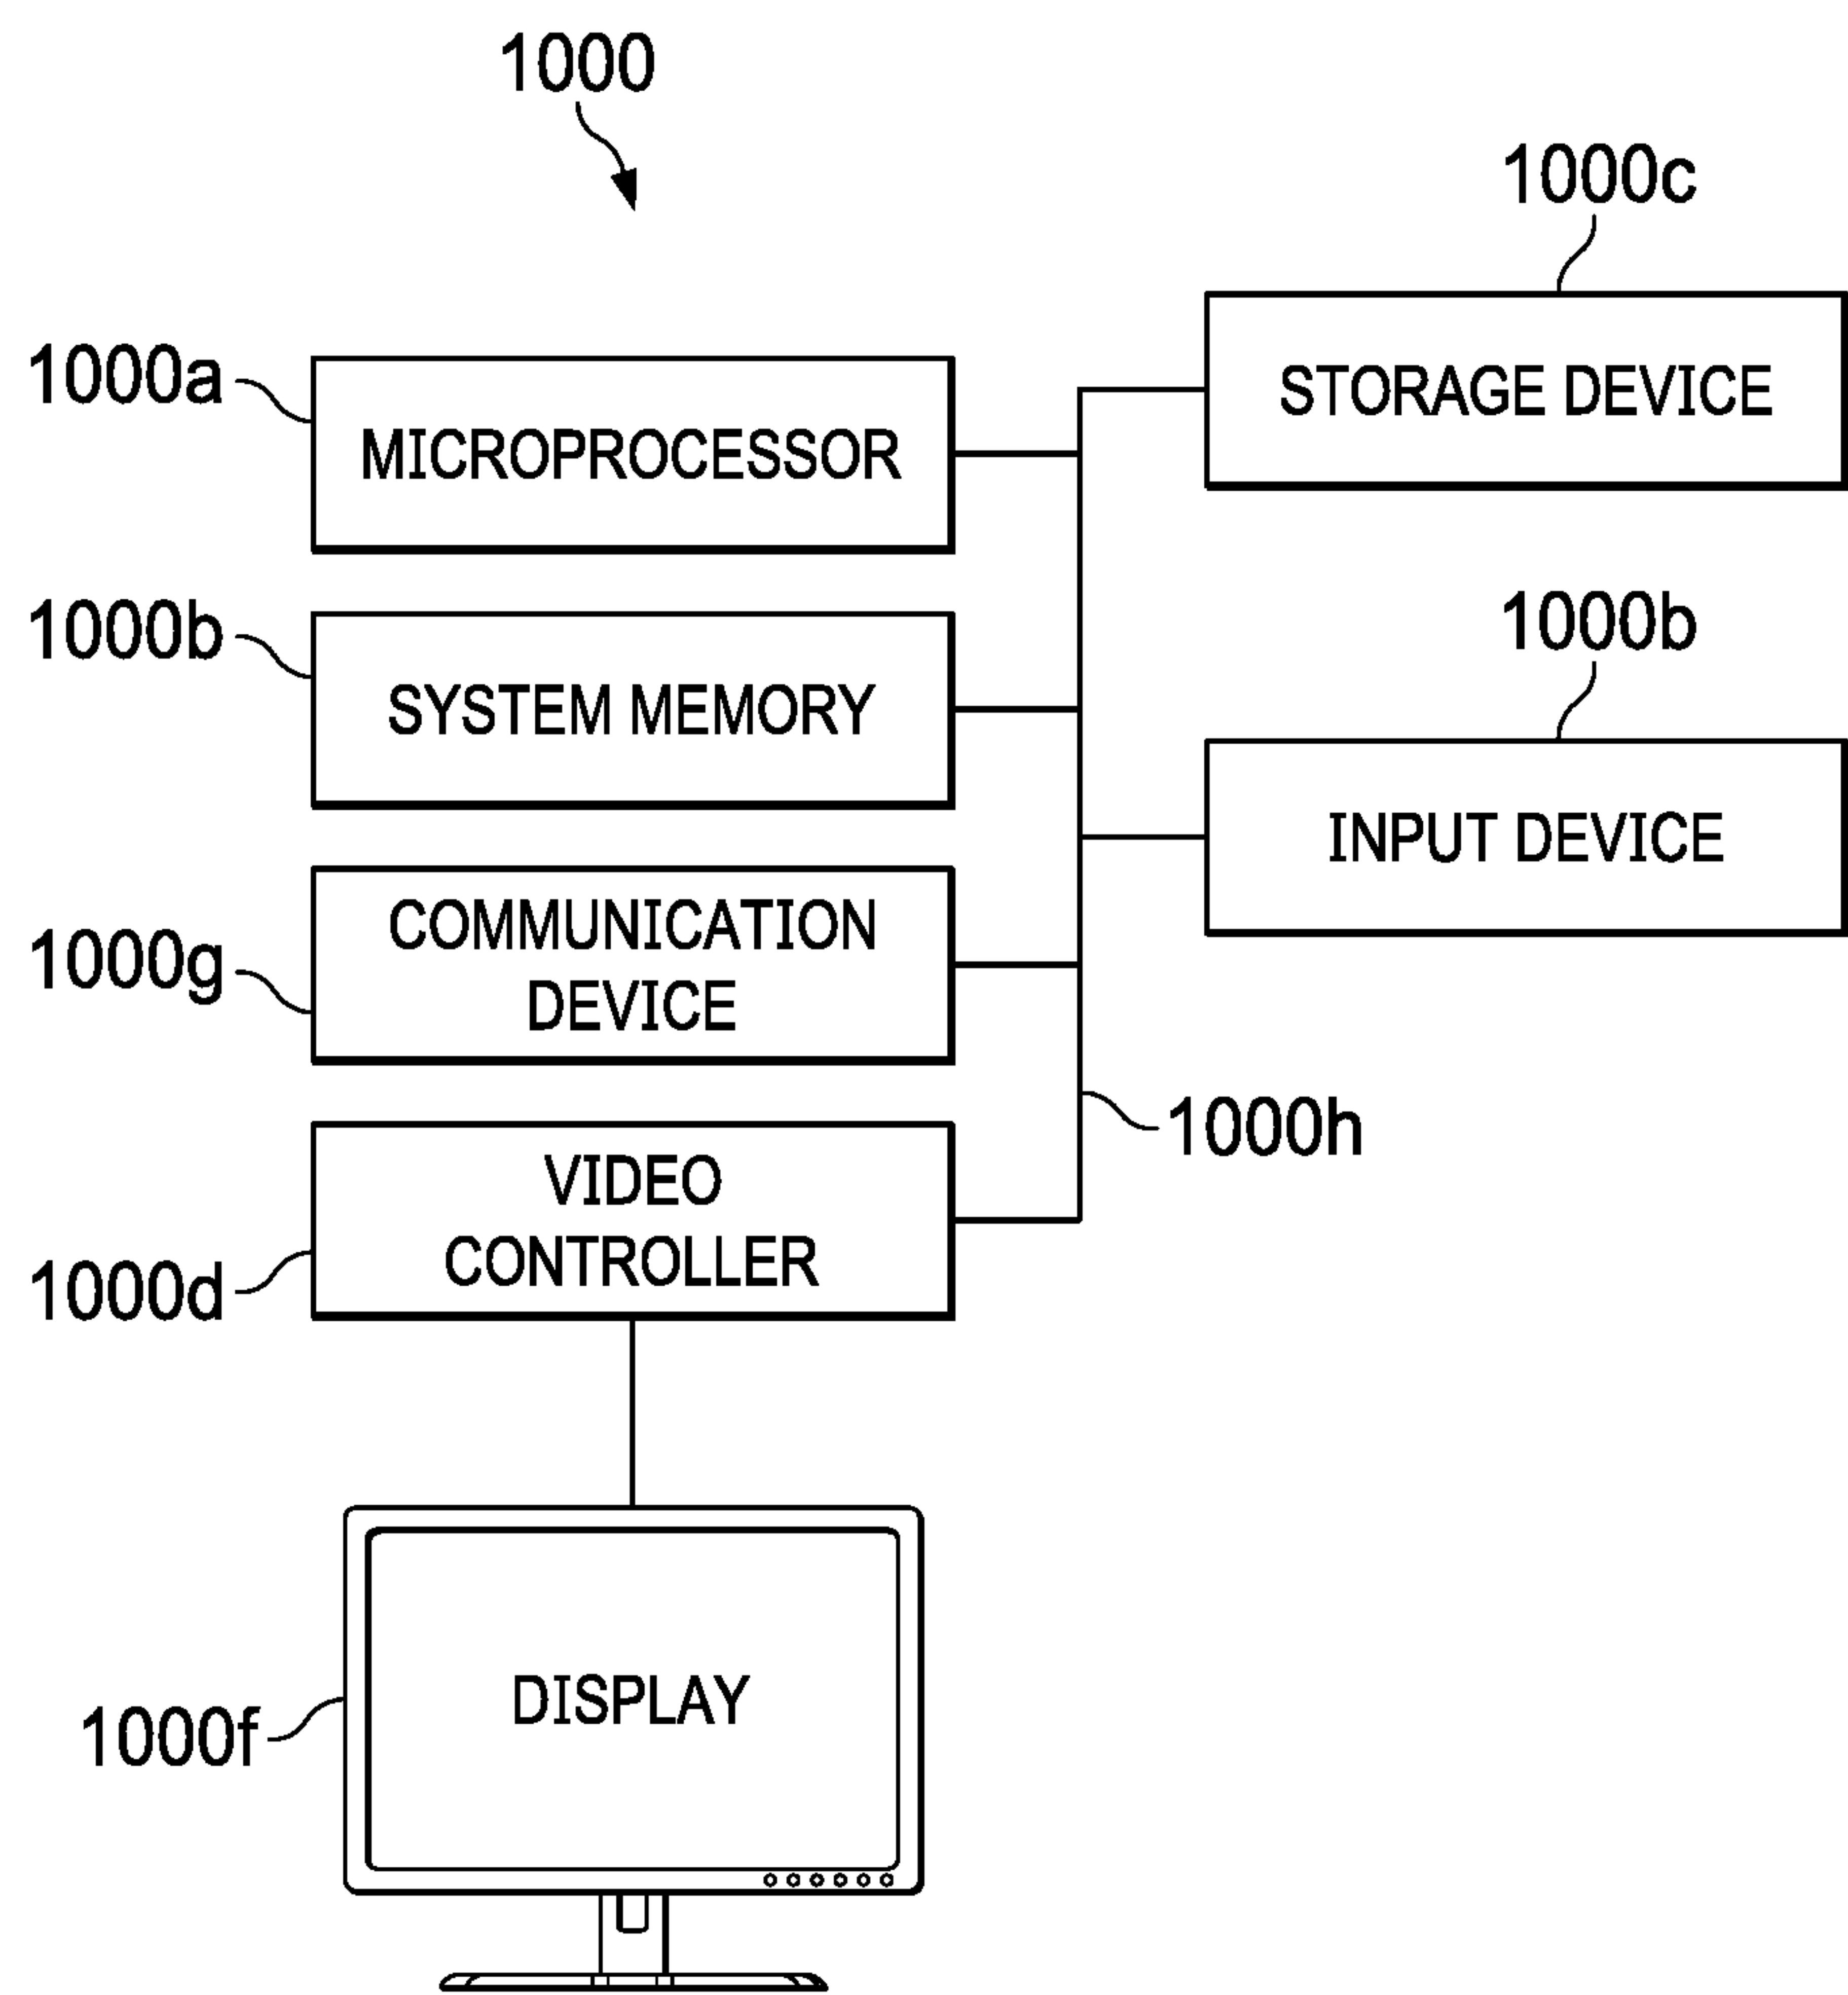 1000
1000c
STORAGE DEVICE
1000a
MICROPROCESSOR
1000b
SYSTEM MEMORY
1000b
INPUT DEVICE
1000g
COMMUNICATION
DEVICE
1000h
1000d
VIDEO
CONTROLLER
1000f
DISPLAY